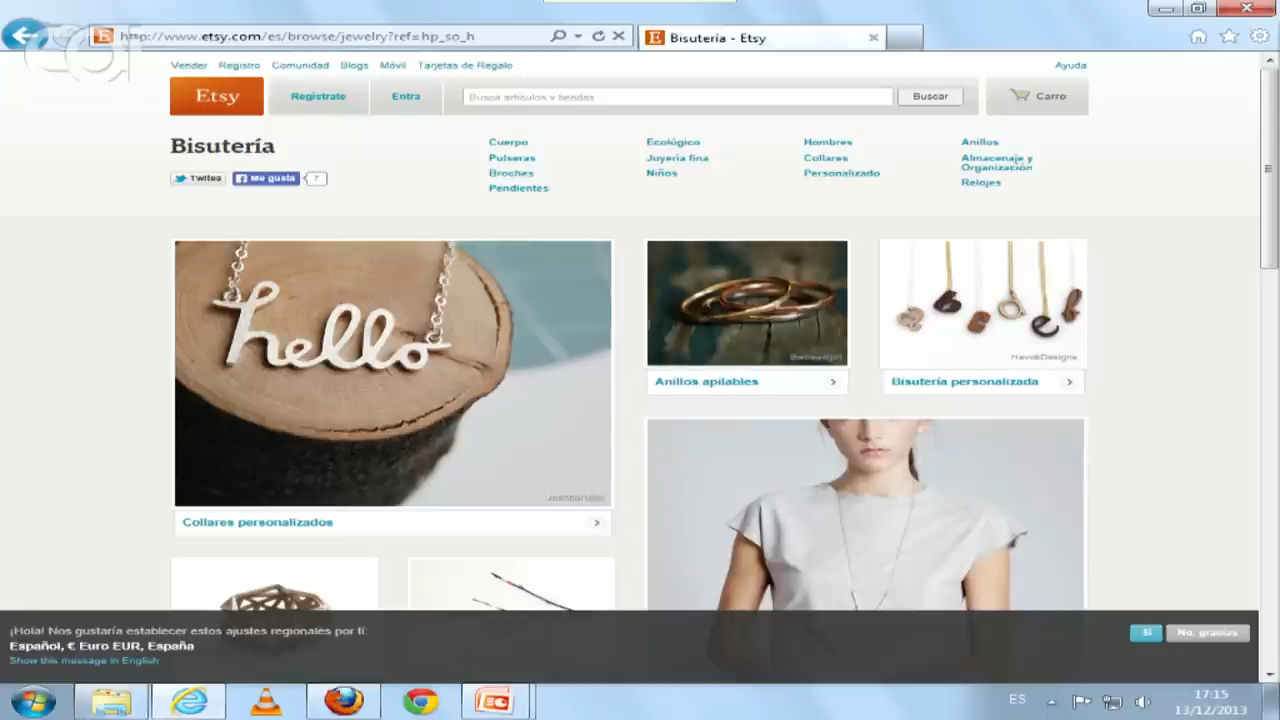 http://www.etsy.com/es/browse/jewelry?ref=hp_so_h
Bisutería - Etsy
Vender Registro Comunidad Blogs Móvil Tarjetas de Regalo Ayuda
Etsy Regístrate Entra Busca artículos y tiendas Buscar Carro
Bisutería
Twitea Me gusta ?
Cuerpo
Pulseras
Broches
Pendientes
Ecológico
Joyería fina
Niños
Hombres
Collares
Personalizado
Anillos
Almacenaje y
Organización
Relojes
hello
Collares personalizados
Anillos apilables
Bisutería personalizada
¡Hola! Nos gustaría establecer estos ajustes regionales por ti:
Español, € Euro EUR, España
Show this message in English
Sí No, gracias
ES
17:15
13/12/2013